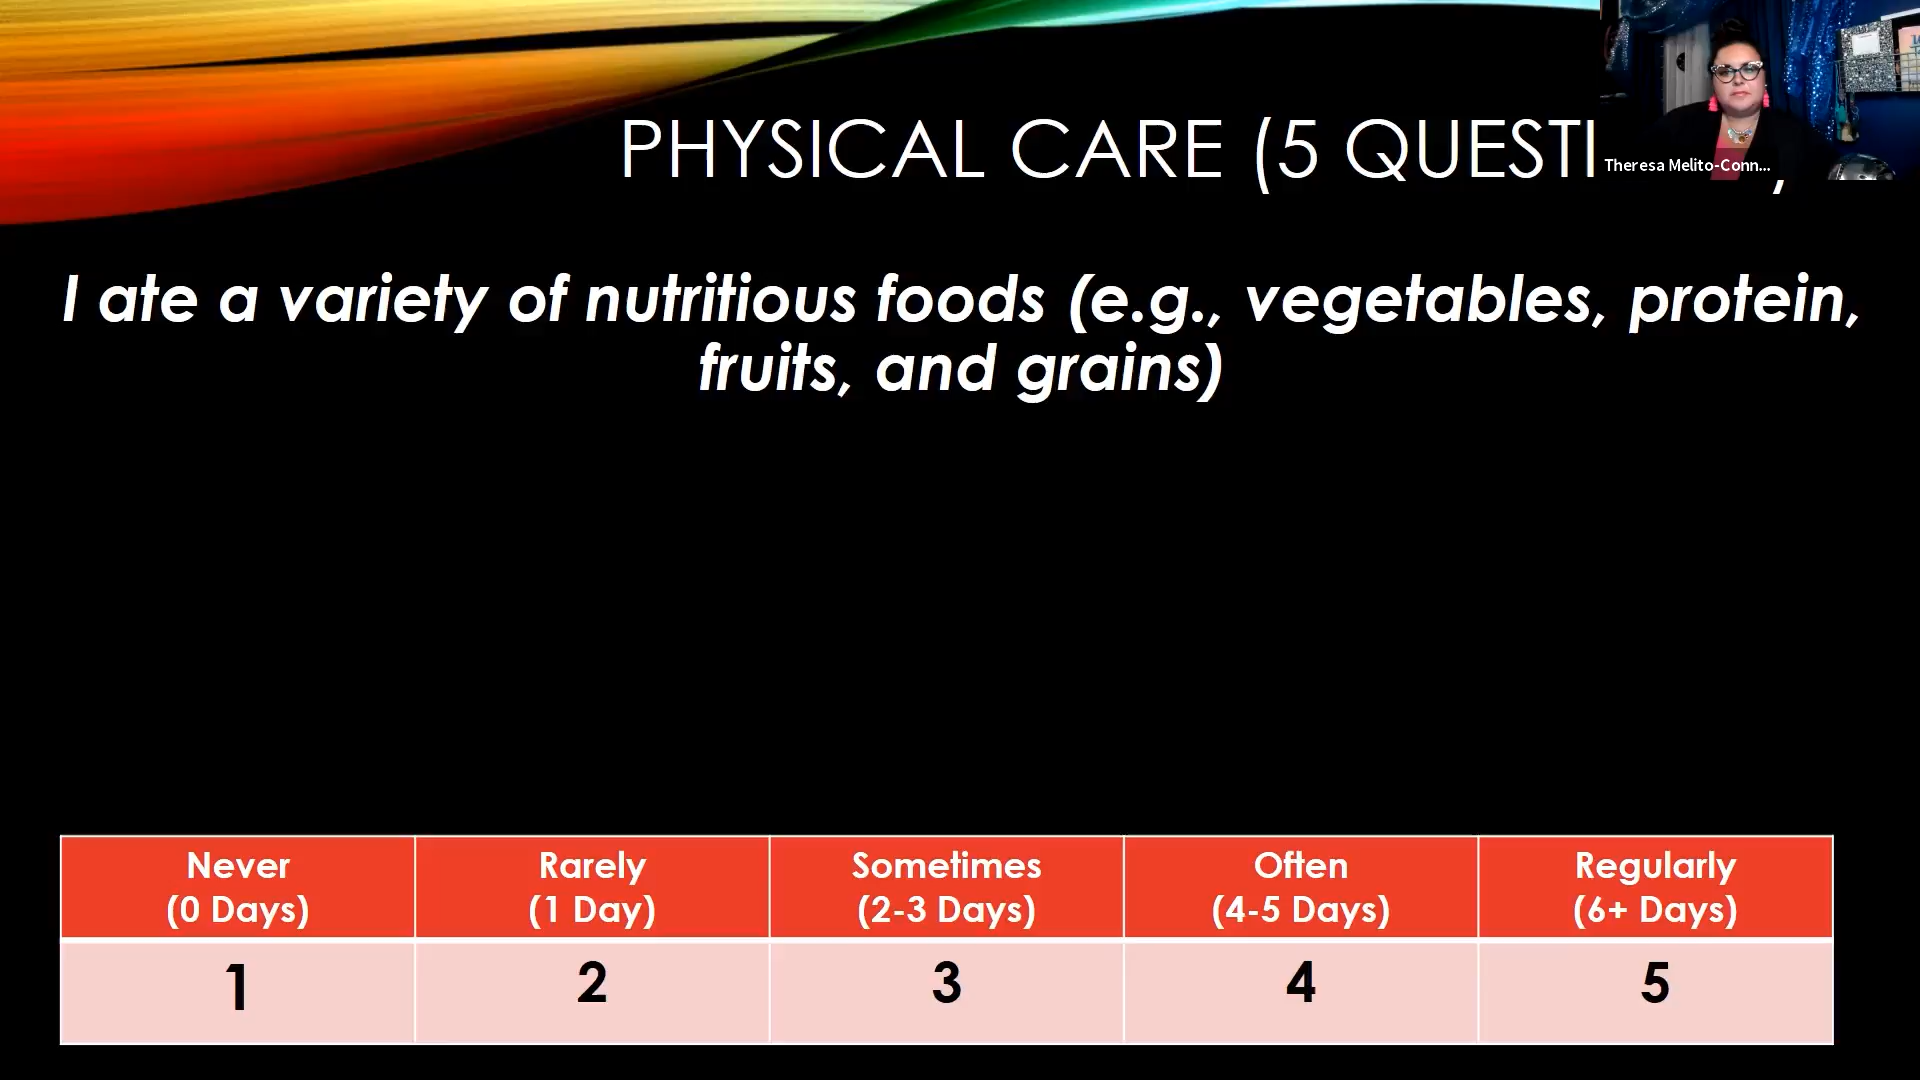 PHYSICAL CARE (5 QUESTI
Theresa Melito-Conn...
I ate a variety of nutritious foods (e.g., vegetables, protein,
fruits, and grains)
Never Rarely Sometimes Often Regularly
(0 Days) (1 Day) (2-3 Days) (4-5 Days) (6+ Days)
1 2 3 4 5